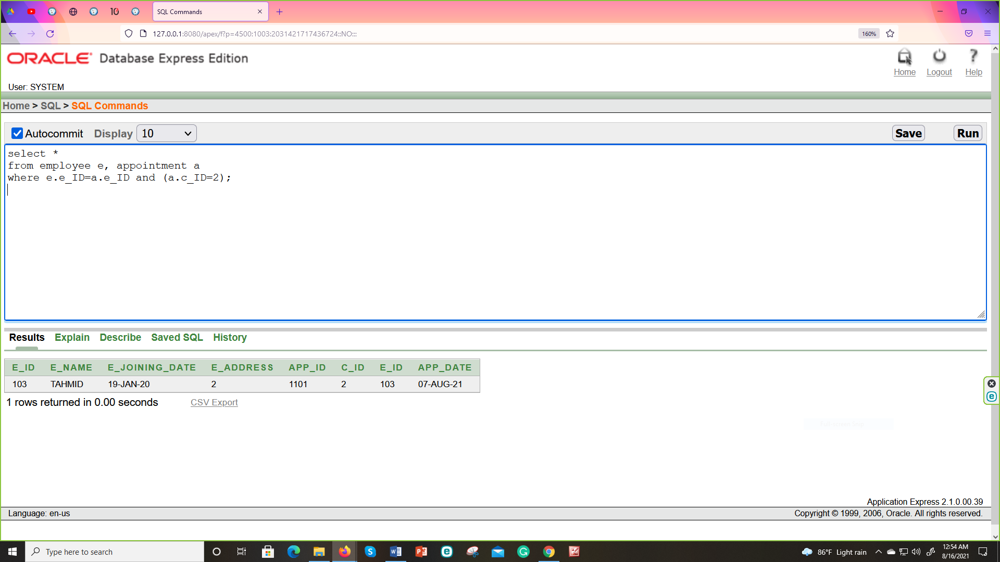 SQL Commands
127.0.0.1:8080/apex/f?p=4500:1003:2031421717436724::NO:::
160%
ORACLE Database Express Edition
Home Logout Help
User: SYSTEM
Home > SQL > SQL Commands
Autocommit Display 10 Save Run
select *
from employee e, appointment a
where e.e_ID=a.e_ID and (a.c_ID=2);
Results Explain Describe Saved SQL History
E_ID E_NAME E_JOINING_DATE E_ADDRESS APP_ID C_ID E_ID APP_DATE
103 TAHMID 19-JAN-20 2 1101 2 103 07-AUG-21
1 rows returned in 0.00 seconds CSV Export
Application Express 2.1.0.00.39
Language: en-us Copyright © 1999, 2006, Oracle. All rights reserved.
Type here to search
86°F Light rain
12:54 AM
8/16/2021